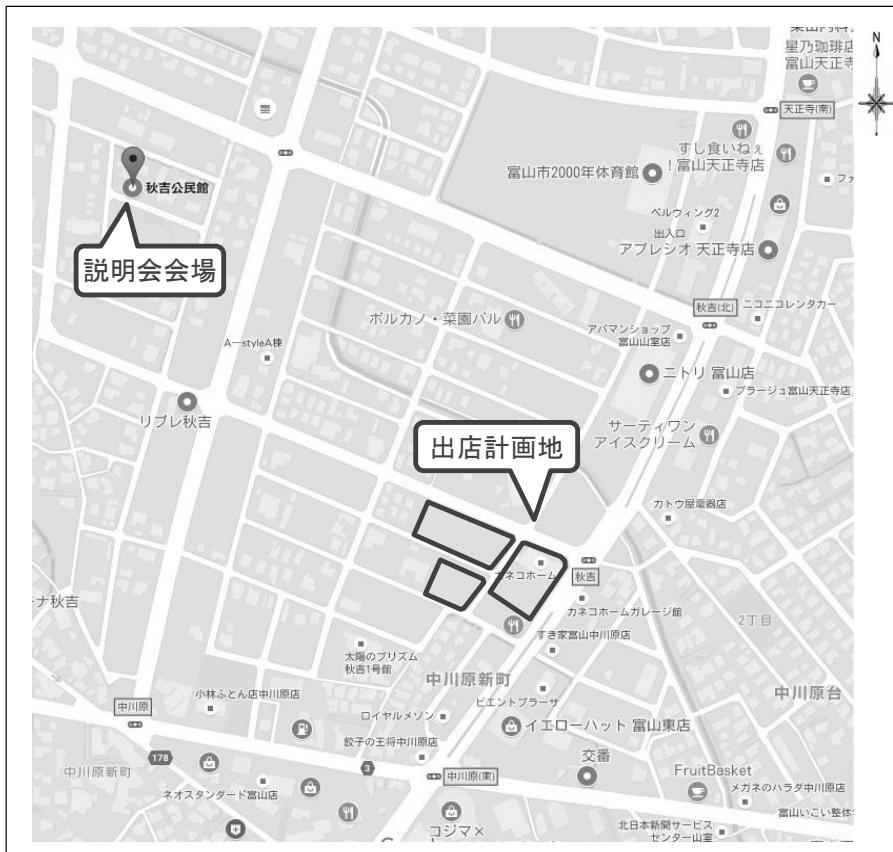 N
星乃珈琲店
富山天正寺
天正寺(南)
すし食いねぇ
!富山天正寺店
富山市2000年体育館
秋吉公民館
ベルウィング2
出入口
アプレシオ 天正寺店
説明会会場
秋吉(北)
ニコニコレンタカー
ボルカノ・菜園バル
アパマンショップ
富山山室店
A-styleA棟
ニトリ 富山店
プラージュ富山天正寺店
リブレ秋吉
サーティワン
アイスクリーム
出店計画地
カトウ屋電器店
カネコホーム
秋吉
ーナ秋吉
カネコホームガレージ館
2丁目
すき家富山中川原店
太陽のプリズム
秋吉1号館
中川原新町
中川原台
小林ふとん店中川原店
ピエントプラーザ
中川原
ロイヤルメゾン
イエローハット 富山東店
餃子の王将中川原店
交番
178
中川原新町
3
中川原(東)
FruitBasket
ネオスタンダード富山店
メガネのハラダ中川原店
富山いこい整体
コジマ×
北日本新聞サービス
センター山室